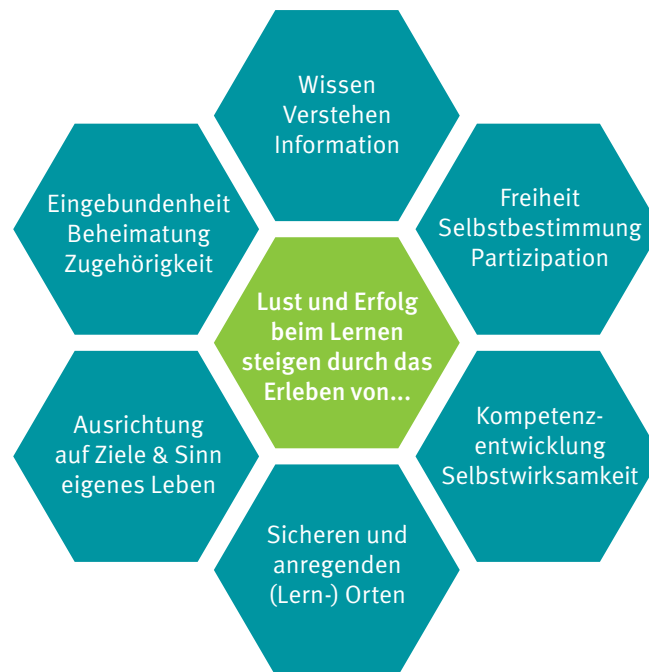 Wissen
Verstehen
Information
Freiheit
Selbstbestimmung
Partizipation
Eingebundenheit
Beheimatung
Zugehörigkeit
Lust und Erfolg
beim Lernen
steigen durch das
Erleben von...
Kompetenz-
entwicklung
Selbstwirksamkeit
Ausrichtung
auf Ziele & Sinn
eigenes Leben
Sicheren und
anregenden
(Lern-) Orten